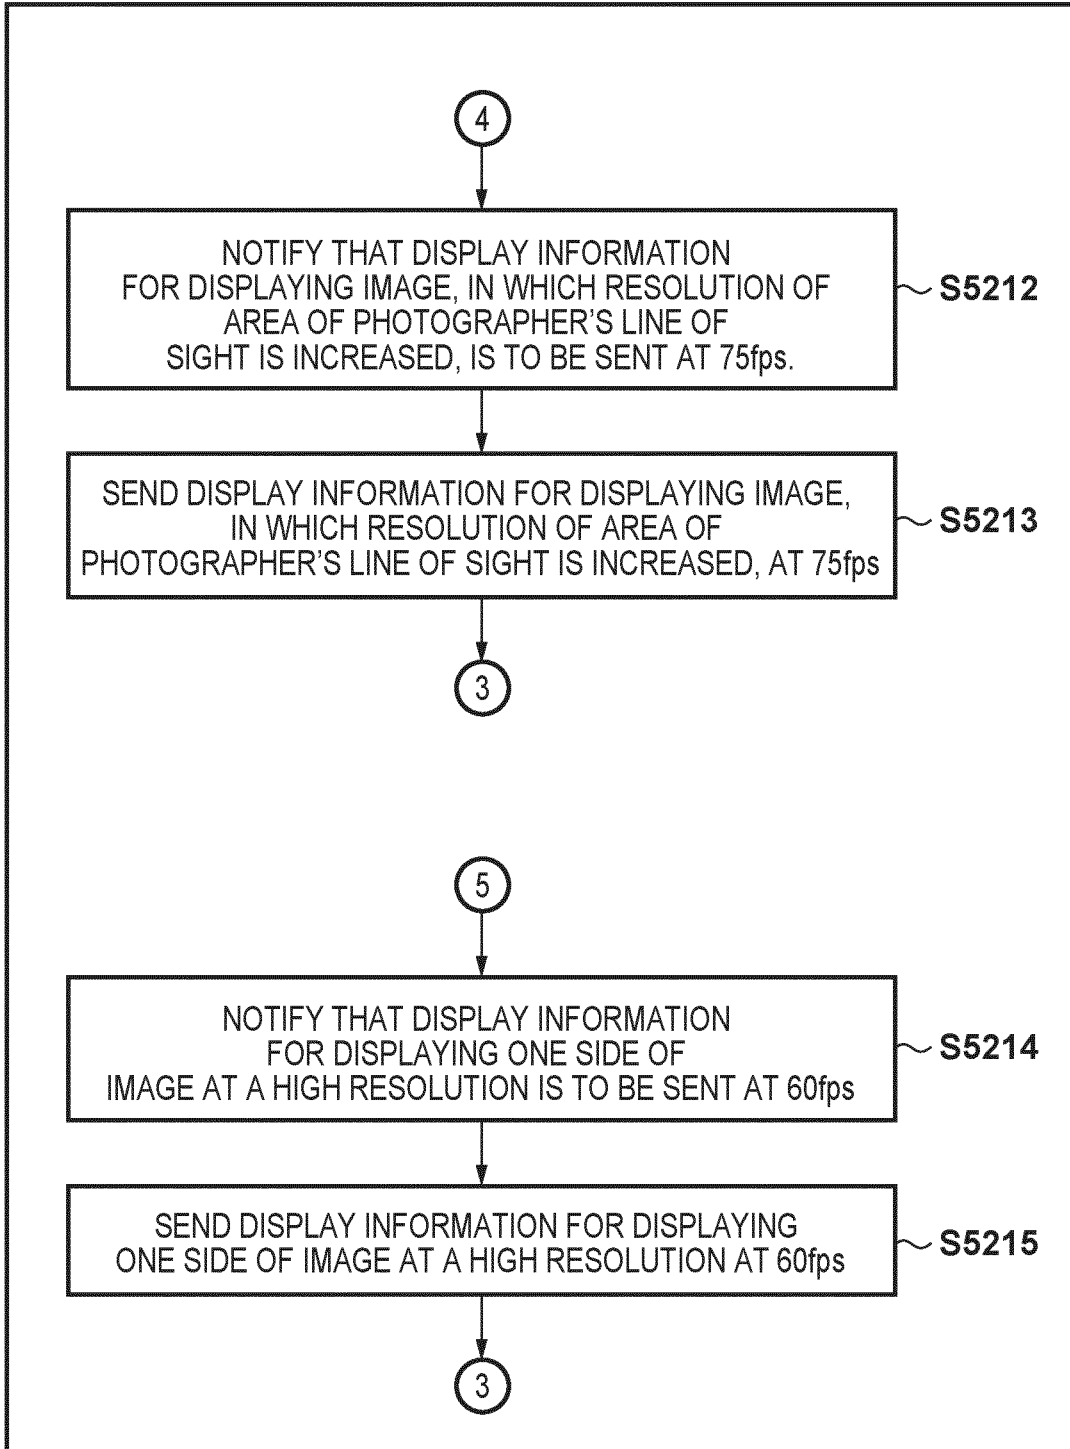 4
NOTIFY THAT DISPLAY INFORMATION
FOR DISPLAYING IMAGE, IN WHICH RESOLUTION OF
AREA OF PHOTOGRAPHER'S LINE OF
SIGHT IS INCREASED, IS TO BE SENT AT 75fps.
S5212
SEND DISPLAY INFORMATION FOR DISPLAYING IMAGE,
IN WHICH RESOLUTION OF AREA OF
PHOTOGRAPHER'S LINE OF SIGHT IS INCREASED, AT 75fps
S5213
3
5
NOTIFY THAT DISPLAY INFORMATION
FOR DISPLAYING ONE SIDE OF
IMAGE AT A HIGH RESOLUTION IS TO BE SENT AT 60fps
S5214
SEND DISPLAY INFORMATION FOR DISPLAYING
ONE SIDE OF IMAGE AT A HIGH RESOLUTION AT 60fps
S5215
3